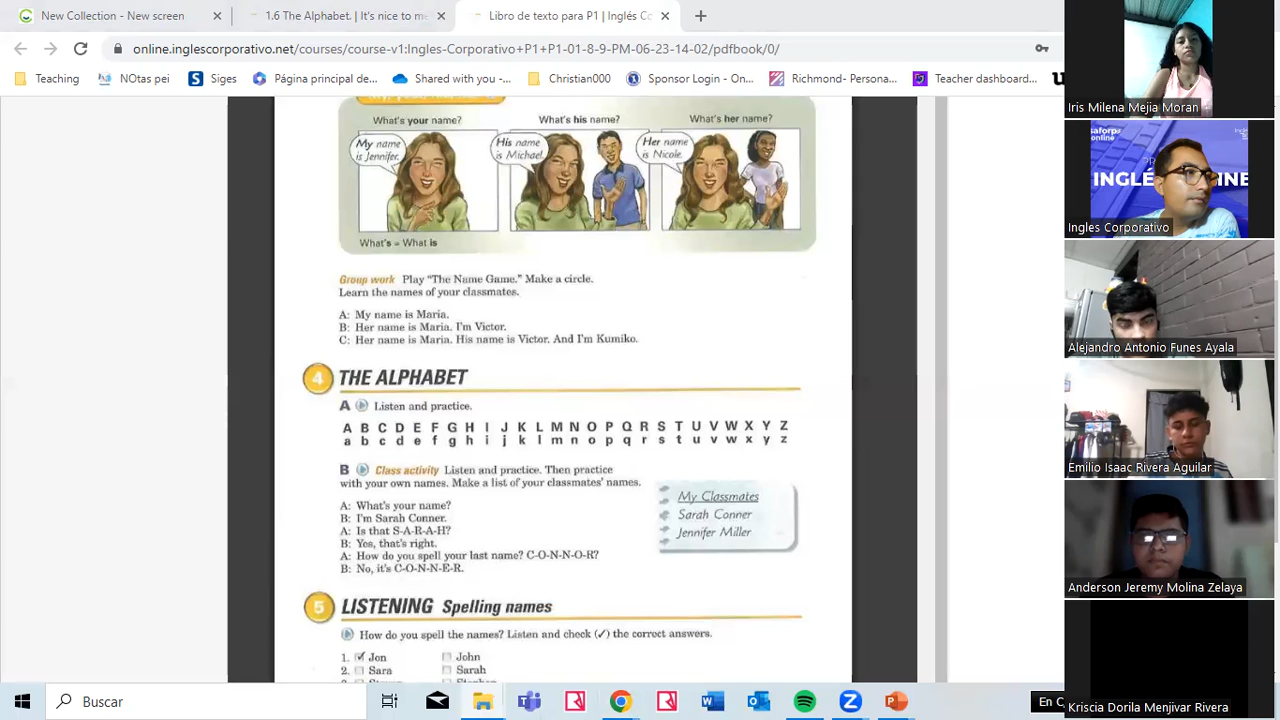 New Collection - New screen
1.6 The Alphabet. | It's nice to me
Libro de texto para P1 | Inglés Cc
online.inglescorporativo.net/courses/course-v1:Ingles-Corporativo+P1+P1-01-8-9-PM-06-23-14-02/pdfbook/0/
Teaching
NOtas pei
Siges
Página principal de...
Shared with you -...
Christian000
Sponsor Login - On...
Richmond- Persona...
Teacher dashboard...
What's your name?
What's his name?
What's her name?
My name is Jennifer.
His name is Michael.
Her name is Nicole.
What's = What is
Group work Play "The Name Game." Make a circle.
Learn the names of your classmates.
A: My name is Maria.
B: Her name is Maria. I'm Victor.
C: Her name is Maria. His name is Victor. And I'm Kumiko.
4 THE ALPHABET
A Listen and practice.
A B C D E F G H I J K L M N O P Q R S T U V W X Y Z
a b c d e f g h i j k l m n o p q r s t u v w x y z
B Class activity Listen and practice. Then practice
with your own names. Make a list of your classmates' names.
A: What's your name?
B: I'm Sarah Conner.
A: Is that S-A-R-A-H?
B: Yes, that's right.
A: How do you spell your last name? C-O-N-N-O-R?
B: No, it's C-O-N-N-E-R.
My Classmates
Sarah Conner
Jennifer Miller
5 LISTENING Spelling names
How do you spell the names? Listen and check (✓) the correct answers.
1. ✓ Jon John
2. Sara Sarah
Buscar
En C
Iris Milena Mejia Moran
INGLÉ
Ingles Corporativo
Alejandro Antonio Funes Ayala
Emilio Isaac Rivera Aguilar
Anderson Jeremy Molina Zelaya
Kriscia Dorila Menjivar Rivera